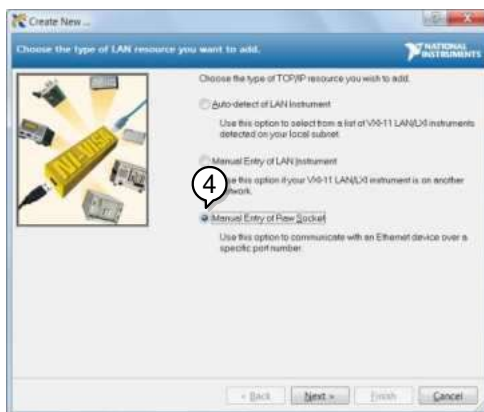 Create New ...
Choose the type of LAN resource you want to add.
NATIONAL
INSTRUMENTS
NI-VISA
Choose the type of TCP/IP resource you wish to add.
Auto-detect of LAN Instrument
Use this option to select from a list of VXI-11 LAN/LXI instruments
detected on your local subnet.
Manual Entry of LAN Instrument
this option if your VXI-11 LAN/LXI instrument is on another
4
Manual Entry of Raw Socket
Use this option to communicate with an Ethernet device over a
specific port number.
< Back
Next >
Finish
Cancel